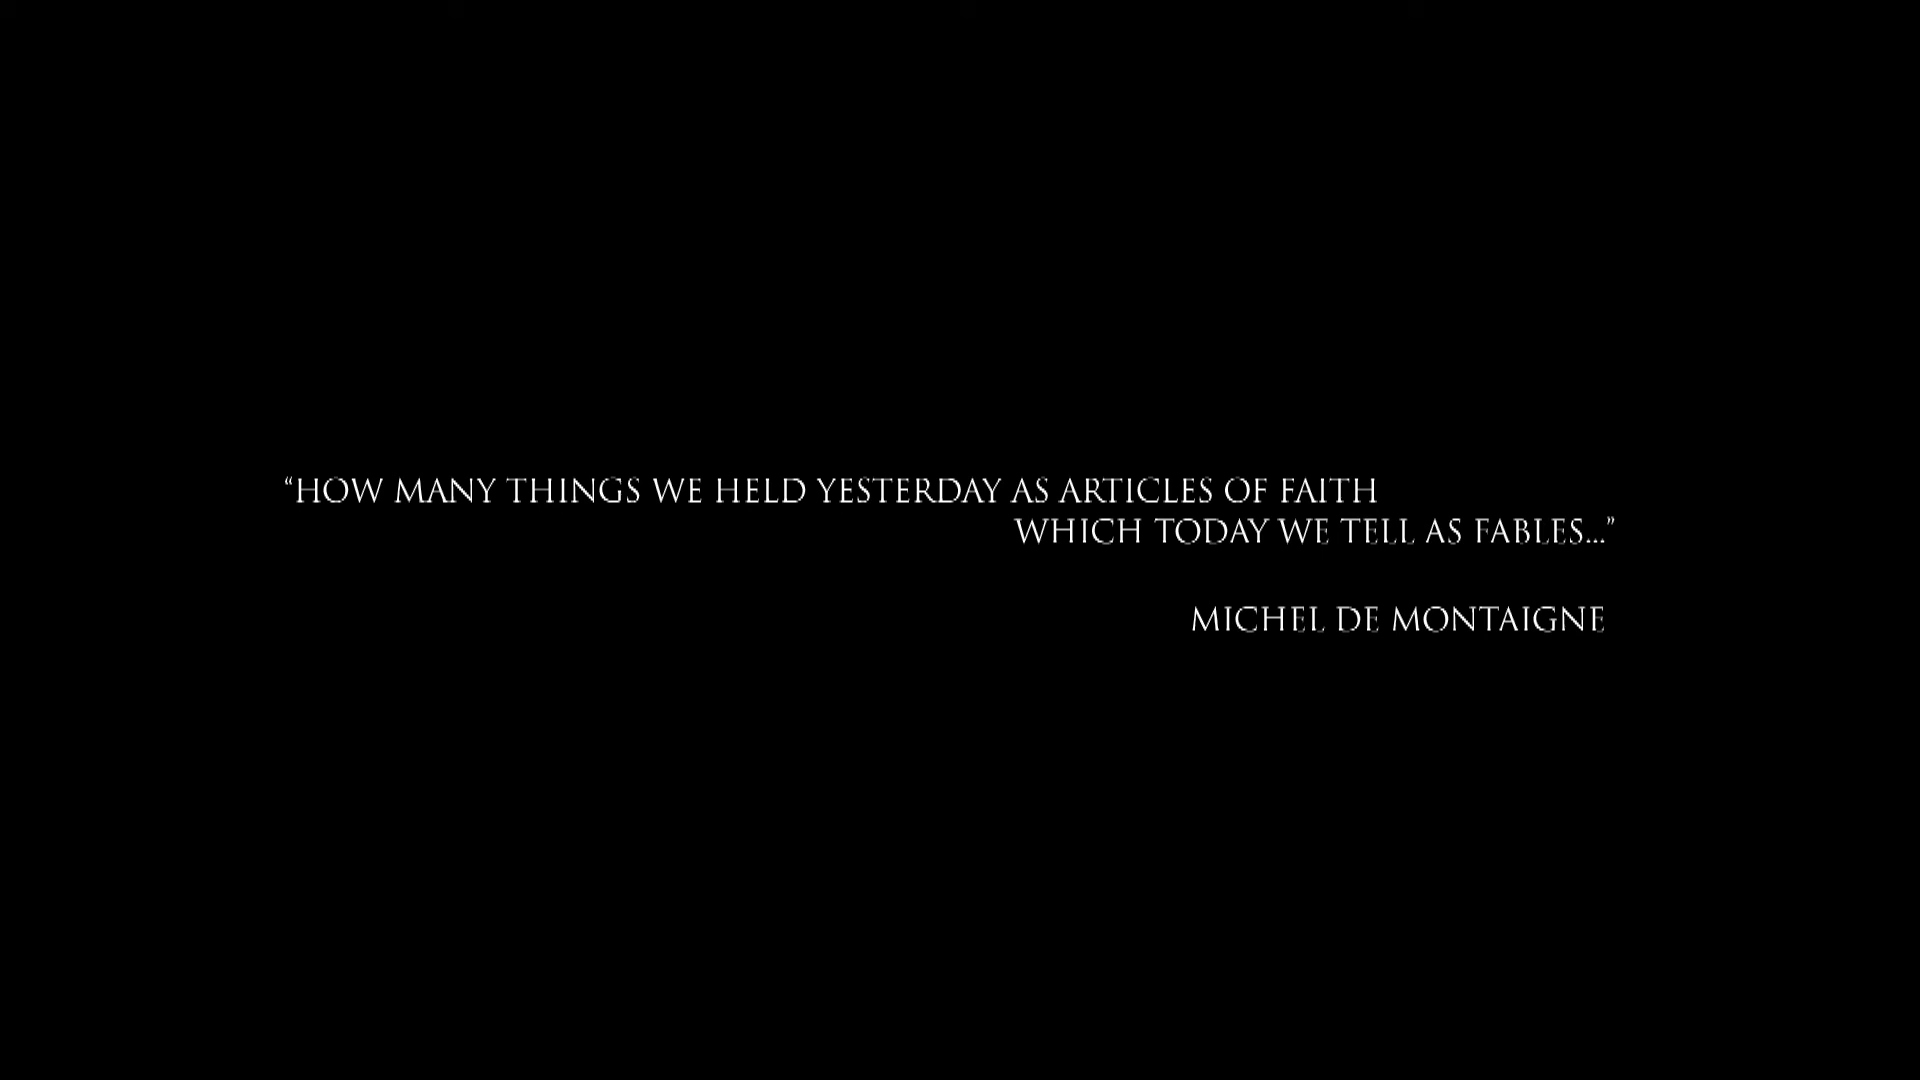 “HOW MANY THINGS WE HELD YESTERDAY AS ARTICLES OF FAITH
WHICH TODAY WE TELL AS FABLES...”
MICHEL DE MONTAIGNE